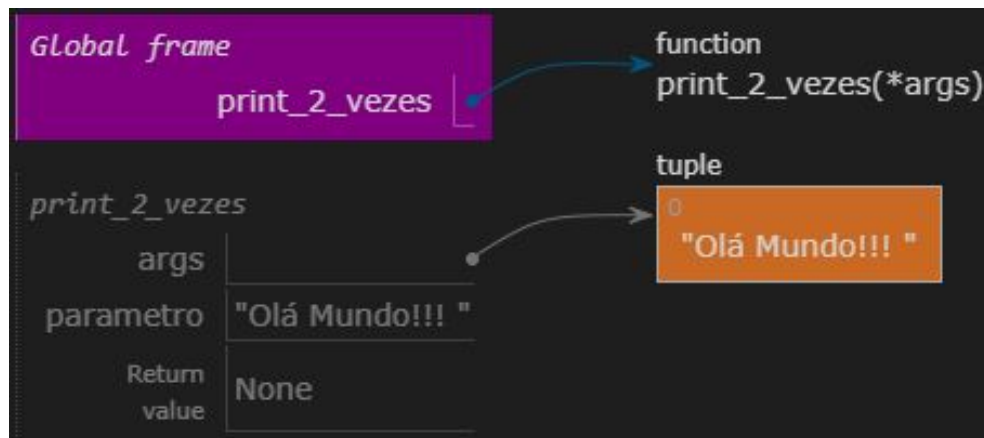 Global frame
print_2_vezes
function
print_2_vezes(*args)
print_2_vezes
args
parametro "Olá Mundo!!! "
Return
value
None
tuple
0
"Olá Mundo!!! "